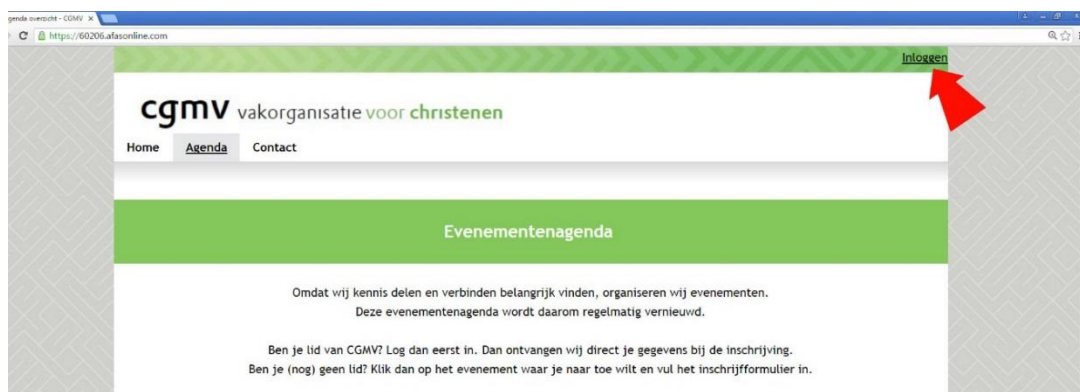 genda overzicht - CGMV
https://60206.afasonline.com
Inloggen
cgmv vakorganisatie voor christenen
Home Agenda Contact
Evenementenagenda
Omdat wij kennis delen en verbinden belangrijk vinden, organiseren wij evenementen.
Deze evenementenagenda wordt daarom regelmatig vernieuwd.
Ben je lid van CGMV? Log dan eerst in. Dan ontvangen wij direct je gegevens bij de inschrijving.
Ben je (nog) geen lid? Klik dan op het evenement waar je naar toe wilt en vul het inschrijfformulier in.